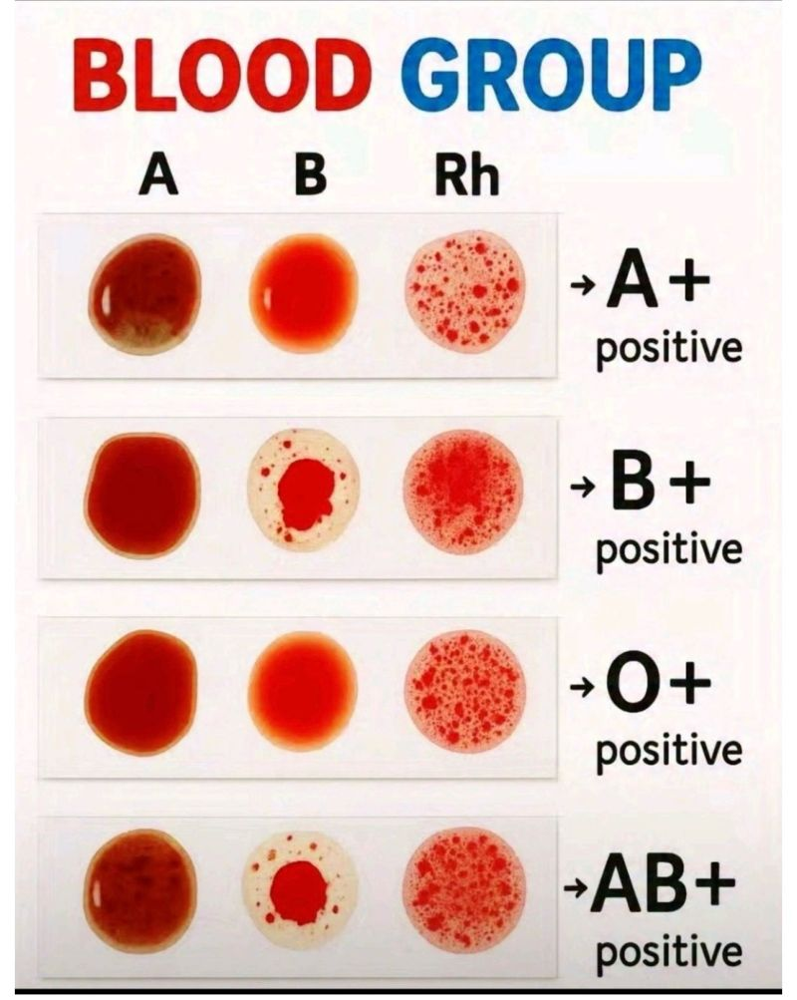 BLOOD GROUP
A B Rh
→ A+
positive
→ B+
positive
→ O+
positive
→ AB+
positive